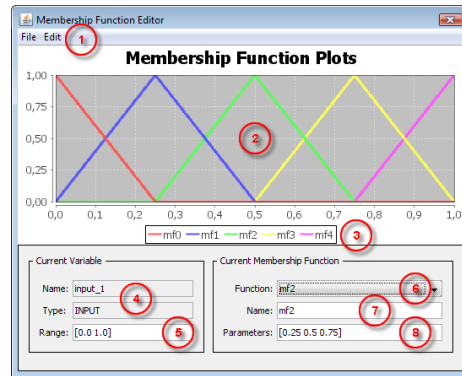 Membership Function Editor
File Edit 1
Membership Function Plots
1,00
0,75
0,50
0,25
0,00
2
0,0 0,1 0,2 0,3 0,4 0,5 0,6 0,7 0,8 0,9 1,0
mf0 mf1 mf2 mf3 mf4 3
Current Variable
Name: input_1
4
Type: INPUT
Range: [0.0 1.0] 5
Current Membership Function
Function: mf2 6
Name: mf2 7
Parameters: [0.25 0.5 0.75] 8